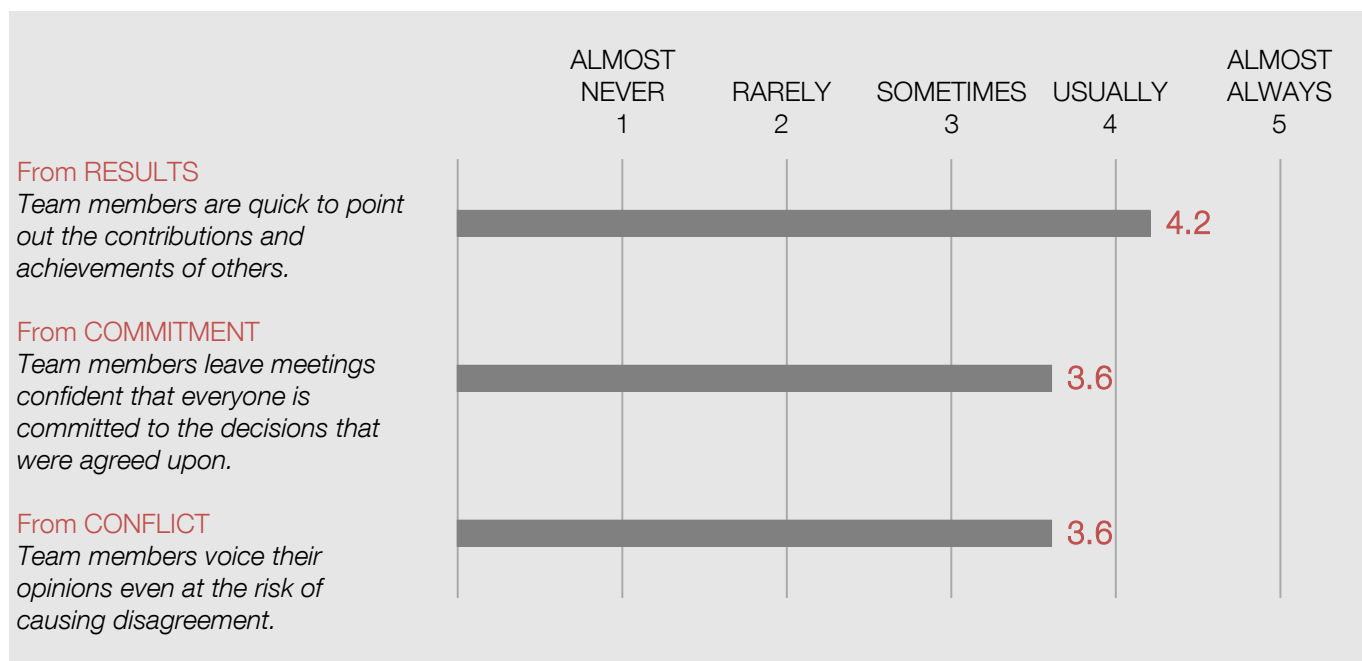 ALMOST NEVER 1
RARELY 2
SOMETIMES 3
USUALLY 4
ALMOST ALWAYS 5
From RESULTS
Team members are quick to point
out the contributions and
achievements of others.
4.2
From COMMITMENT
Team members leave meetings
confident that everyone is
committed to the decisions that
were agreed upon.
3.6
From CONFLICT
Team members voice their
opinions even at the risk of
causing disagreement.
3.6